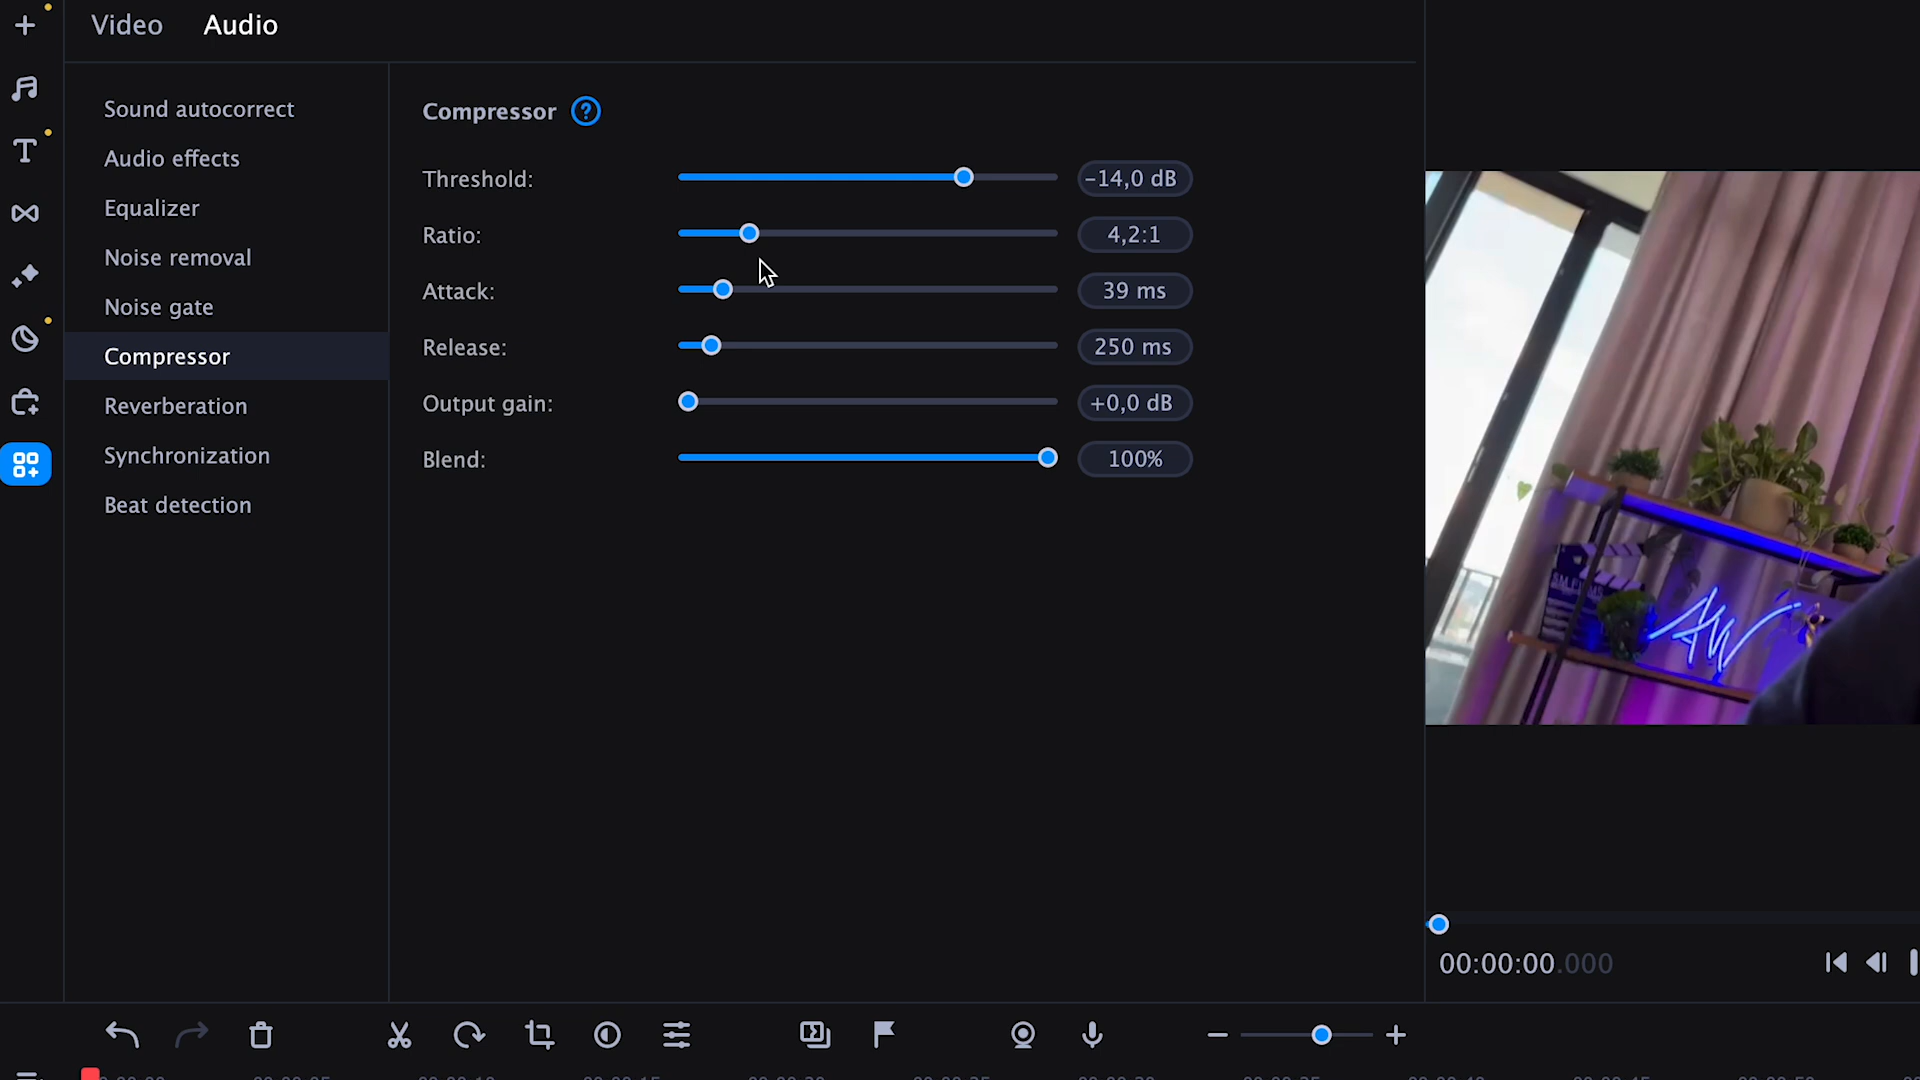 Video Audio
Sound autocorrect
Audio effects
Equalizer
Noise removal
Noise gate
Compressor
Reverberation
Synchronization
Beat detection
Compressor ?
Threshold: -14,0 dB
Ratio: 4,2:1
Attack: 39 ms
Release: 250 ms
Output gain: +0,0 dB
Blend: 100%
AW
00:00:00.000